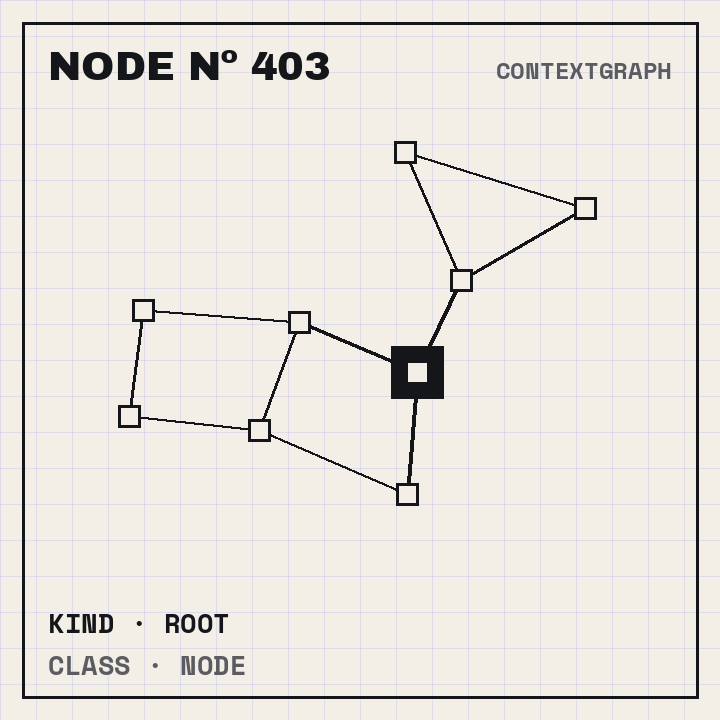 NODE Nº 403
CONTEXTGRAPH
KIND · ROOT
CLASS · NODE